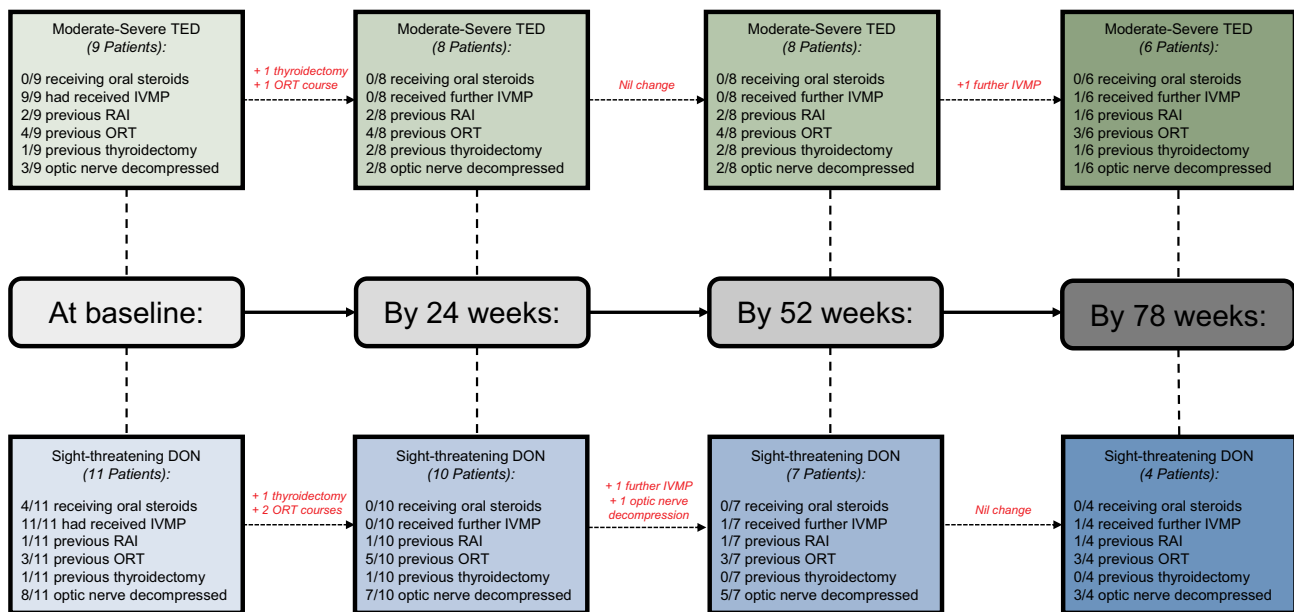 Moderate-Severe TED
(9 Patients):
0/9 receiving oral steroids
9/9 had received IVMP
2/9 previous RAI
4/9 previous ORT
1/9 previous thyroidectomy
3/9 optic nerve decompressed
+ 1 thyroidectomy
+ 1 ORT course
Moderate-Severe TED
(8 Patients):
0/8 receiving oral steroids
0/8 received further IVMP
2/8 previous RAI
4/8 previous ORT
2/8 previous thyroidectomy
2/8 optic nerve decompressed
Nil change
Moderate-Severe TED
(8 Patients):
0/8 receiving oral steroids
0/8 received further IVMP
2/8 previous RAI
4/8 previous ORT
2/8 previous thyroidectomy
2/8 optic nerve decompressed
+1 further IVMP
Moderate-Severe TED
(6 Patients):
0/6 receiving oral steroids
1/6 received further IVMP
1/6 previous RAI
3/6 previous ORT
1/6 previous thyroidectomy
1/6 optic nerve decompressed
At baseline:
By 24 weeks:
By 52 weeks:
By 78 weeks:
Sight-threatening DON
(11 Patients):
4/11 receiving oral steroids
11/11 had received IVMP
1/11 previous RAI
3/11 previous ORT
1/11 previous thyroidectomy
8/11 optic nerve decompressed
+ 1 thyroidectomy
+ 2 ORT courses
Sight-threatening DON
(10 Patients):
0/10 receiving oral steroids
0/10 received further IVMP
1/10 previous RAI
5/10 previous ORT
1/10 previous thyroidectomy
7/10 optic nerve decompressed
+ 1 further IVMP
+ 1 optic nerve
decompression
Sight-threatening DON
(7 Patients):
0/7 receiving oral steroids
1/7 received further IVMP
1/7 previous RAI
3/7 previous ORT
0/7 previous thyroidectomy
5/7 optic nerve decompressed
Nil change
Sight-threatening DON
(4 Patients):
0/4 receiving oral steroids
1/4 received further IVMP
1/4 previous RAI
3/4 previous ORT
0/4 previous thyroidectomy
3/4 optic nerve decompressed